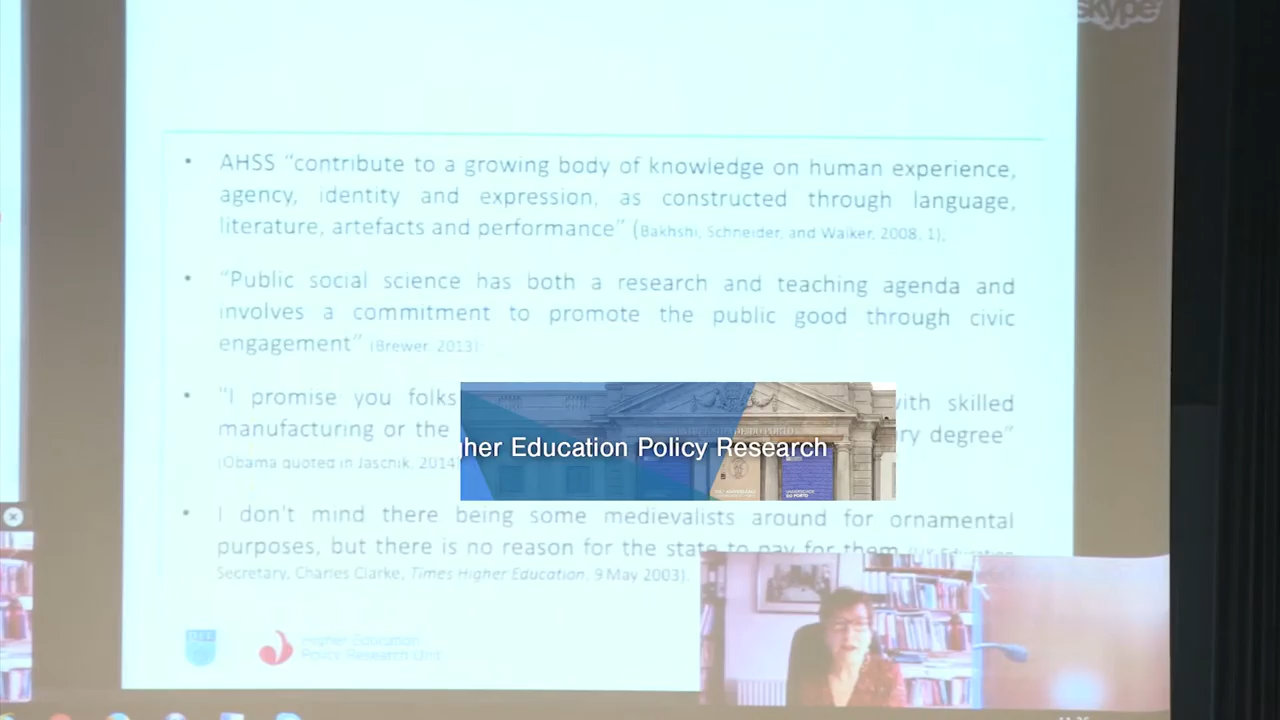 skype
• AHSS “contribute to a growing body of knowledge on human experience,
agency, identity and expression, as constructed through language,
literature, artefacts and performance” (Bakhshi, Schneider, and Walker, 2008, 1);
• “Public social science has both a research and teaching agenda and
involves a commitment to promote the public good through civic
engagement” (Brewer, 2013)
• "I promise you folks with skilled
manufacturing or the degree”
(Obama quoted in Jaschik, 2014)
her Education Policy Research
UNIVERSIDADE DO PORTO
• I don't mind there being some medievalists around for ornamental
purposes, but there is no reason for the state to pay for them
Secretary, Charles Clarke, Times Higher Education, 9 May 2003).
Higher Education
Policy Research Unit